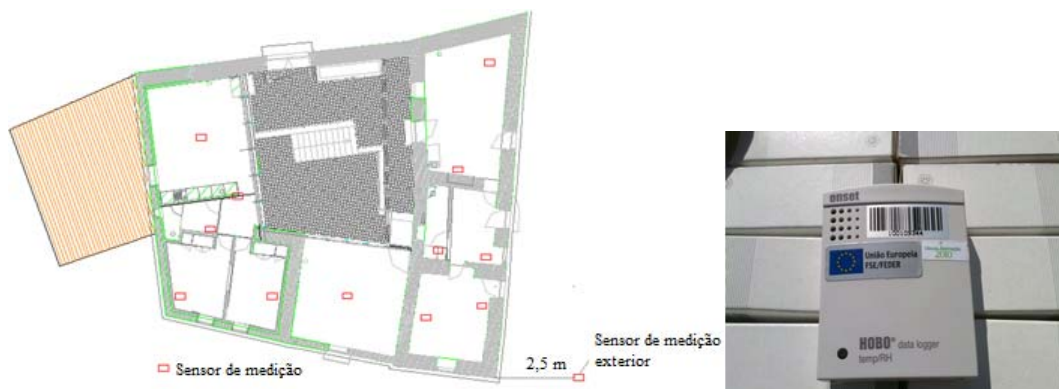 Sensor de medição
2,5 m
Sensor de medição
exterior
onset
União Europeia
FSE/FEDER
2010
HOBO® data logger
temp/RH